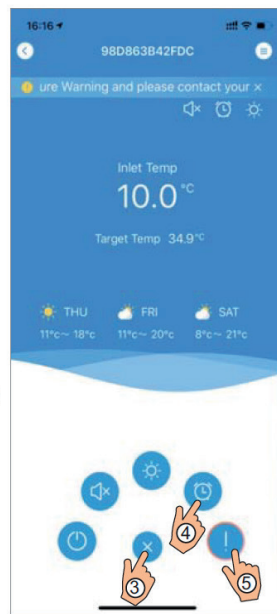 16:16
98D863B42FDC
ure Warning and please contact your ×
Inlet Temp
10.0°C
Target Temp 34.9°C
THU FRI SAT
11°c~ 18°c 11°c~ 20°c 8°c~ 21°c
④
③ ⑤